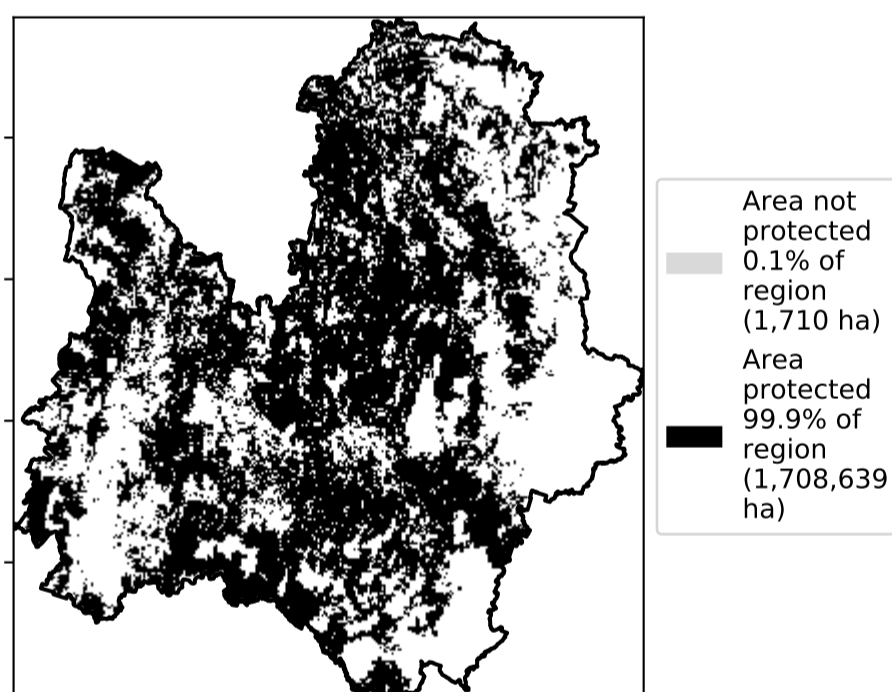 Area not
protected
0.1% of
region
(1,710 ha)
Area
protected
99.9% of
region
(1,708,639
ha)